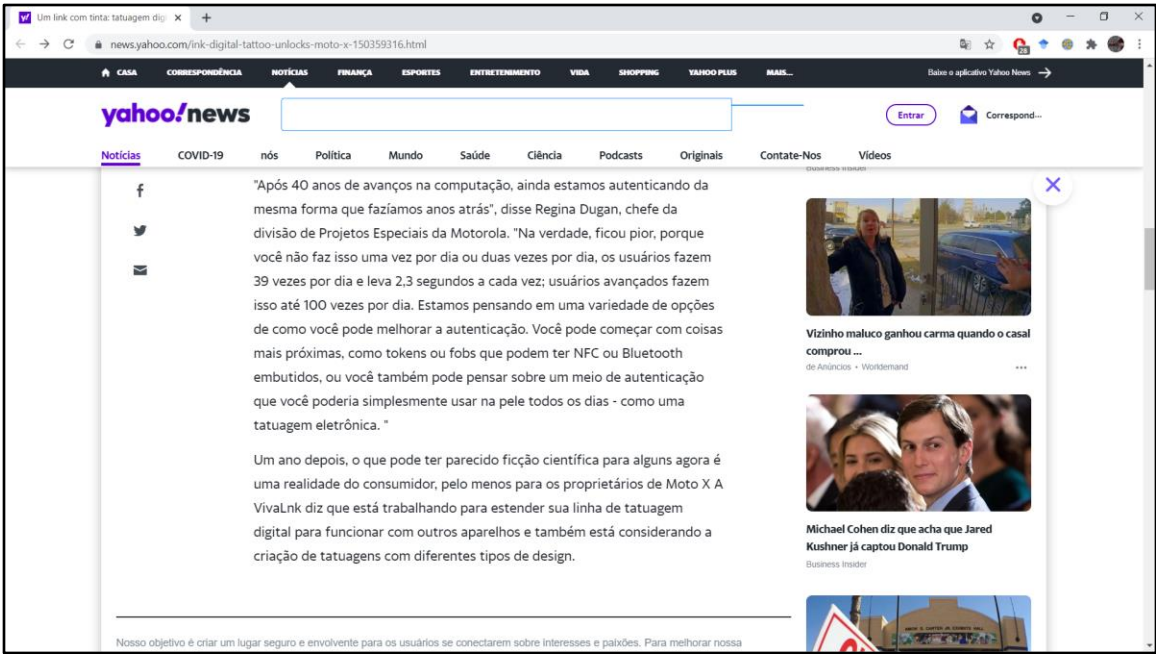 Um link com tinta: tatuagem dig
news.yahoo.com/ink-digital-tattoo-unlocks-moto-x-150359316.html
28
CASA CORRESPONDÊNCIA NOTÍCIAS FINANÇA ESPORTES ENTRETENIMENTO VIDA SHOPPING YAHOO PLUS MAIS... Baixe o aplicativo Yahoo News
yahoo!news Entrar Correspond...
Notícias COVID-19 nós Política Mundo Saúde Ciência Podcasts Originais Contate-Nos Vídeos
Business Insider
"Após 40 anos de avanços na computação, ainda estamos autenticando da
mesma forma que fazíamos anos atrás", disse Regina Dugan, chefe da
divisão de Projetos Especiais da Motorola. "Na verdade, ficou pior, porque
você não faz isso uma vez por dia ou duas vezes por dia, os usuários fazem
39 vezes por dia e leva 2,3 segundos a cada vez; usuários avançados fazem
isso até 100 vezes por dia. Estamos pensando em uma variedade de opções
de como você pode melhorar a autenticação. Você pode começar com coisas
mais próximas, como tokens ou fobs que podem ter NFC ou Bluetooth
embutidos, ou você também pode pensar sobre um meio de autenticação
que você poderia simplesmente usar na pele todos os dias - como uma
tatuagem eletrônica. "
Um ano depois, o que pode ter parecido ficção científica para alguns agora é
uma realidade do consumidor, pelo menos para os proprietários de Moto X A
VivaLnk diz que está trabalhando para estender sua linha de tatuagem
digital para funcionar com outros aparelhos e também está considerando a
criação de tatuagens com diferentes tipos de design.
Vizinho maluco ganhou carma quando o casal
comprou ...
de Anúncios • Worldemand
Michael Cohen diz que acha que Jared
Kushner já captou Donald Trump
Business Insider
Nosso objetivo é criar um lugar seguro e envolvente para os usuários se conectarem sobre interesses e paixões. Para melhorar nossa